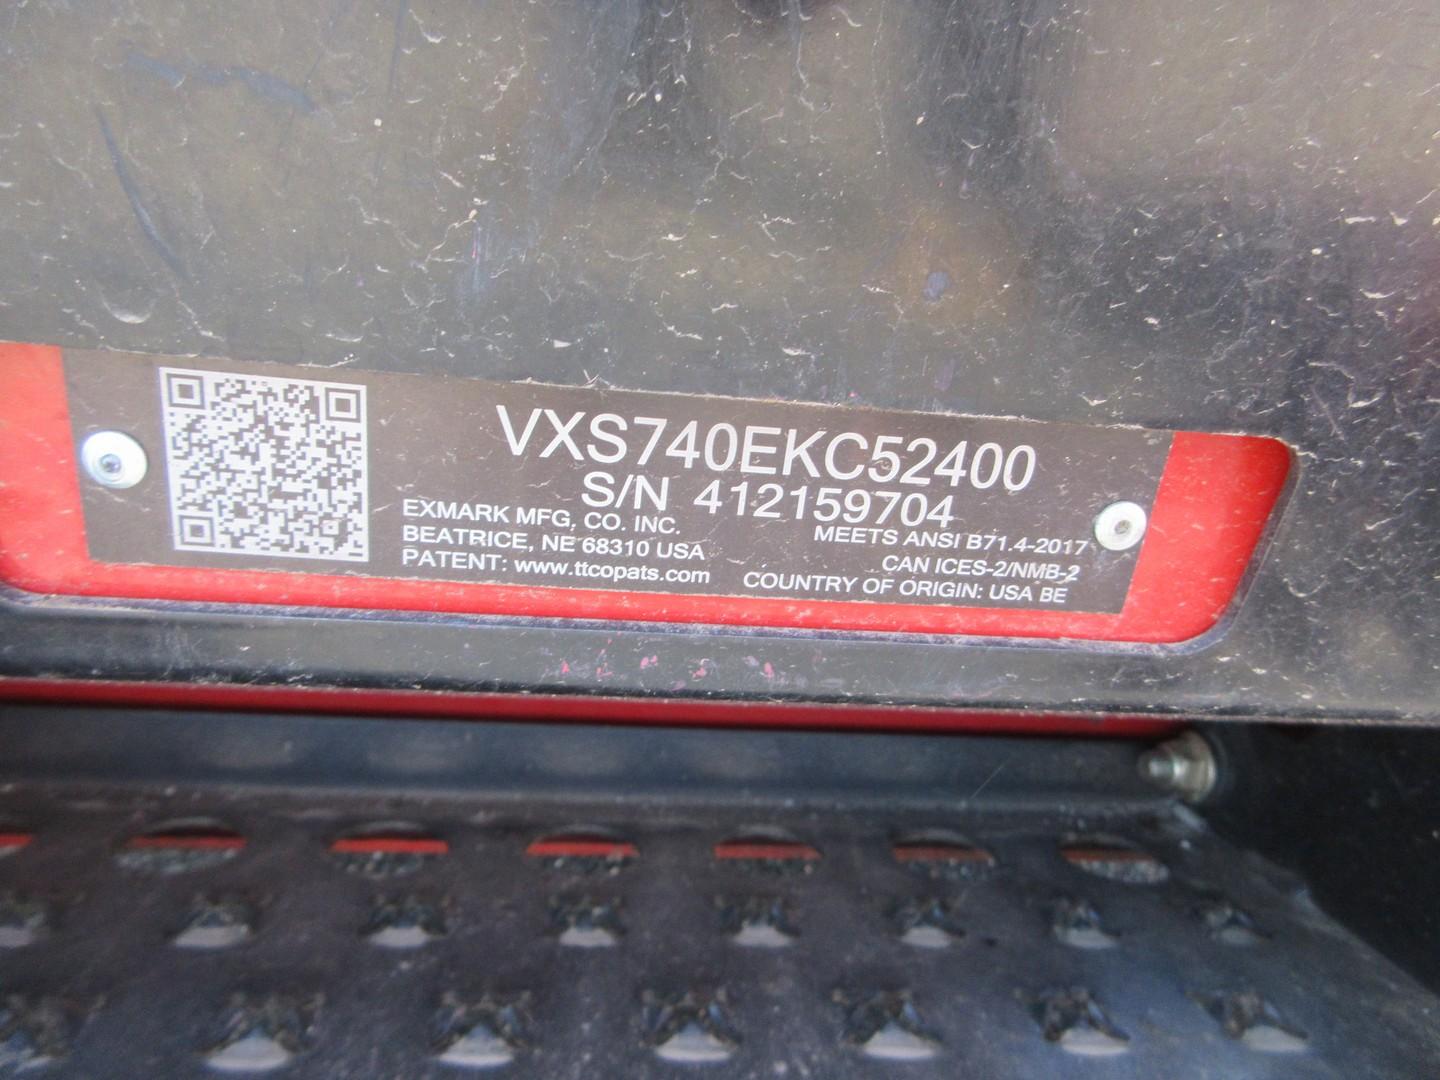 VXS740EKC52400
S/N 412159704
EXMARK MFG, CO. INC.
BEATRICE, NE 68310 USA
PATENT: www.ttcopats.com
MEETS ANSI B71.4-2017
CAN ICES-2/NMB-2
COUNTRY OF ORIGIN: USA BE